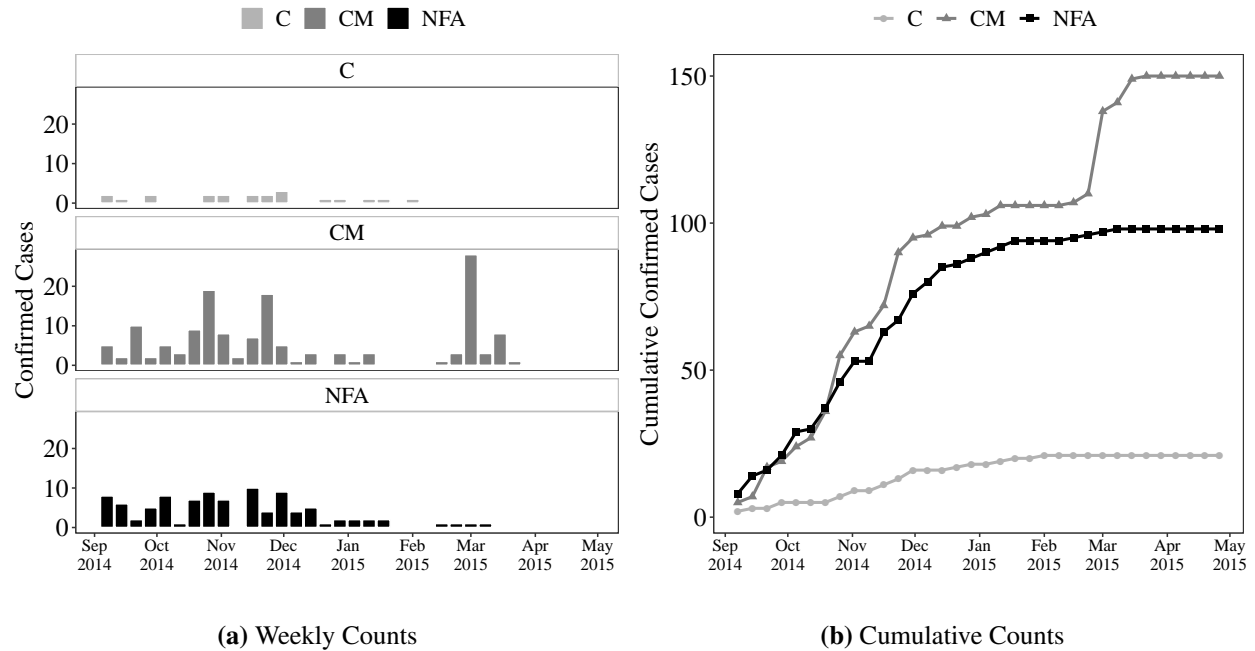 C CM NFA
C
20
10
0
CM
20
10
0
NFA
20
10
0
Confirmed Cases
Sep Oct Nov Dec Jan Feb Mar Apr May
2014 2014 2014 2014 2015 2015 2015 2015 2015
(a) Weekly Counts
C CM NFA
150
100
50
0
Cumulative Confirmed Cases
Sep Oct Nov Dec Jan Feb Mar Apr May
2014 2014 2014 2014 2015 2015 2015 2015 2015
(b) Cumulative Counts